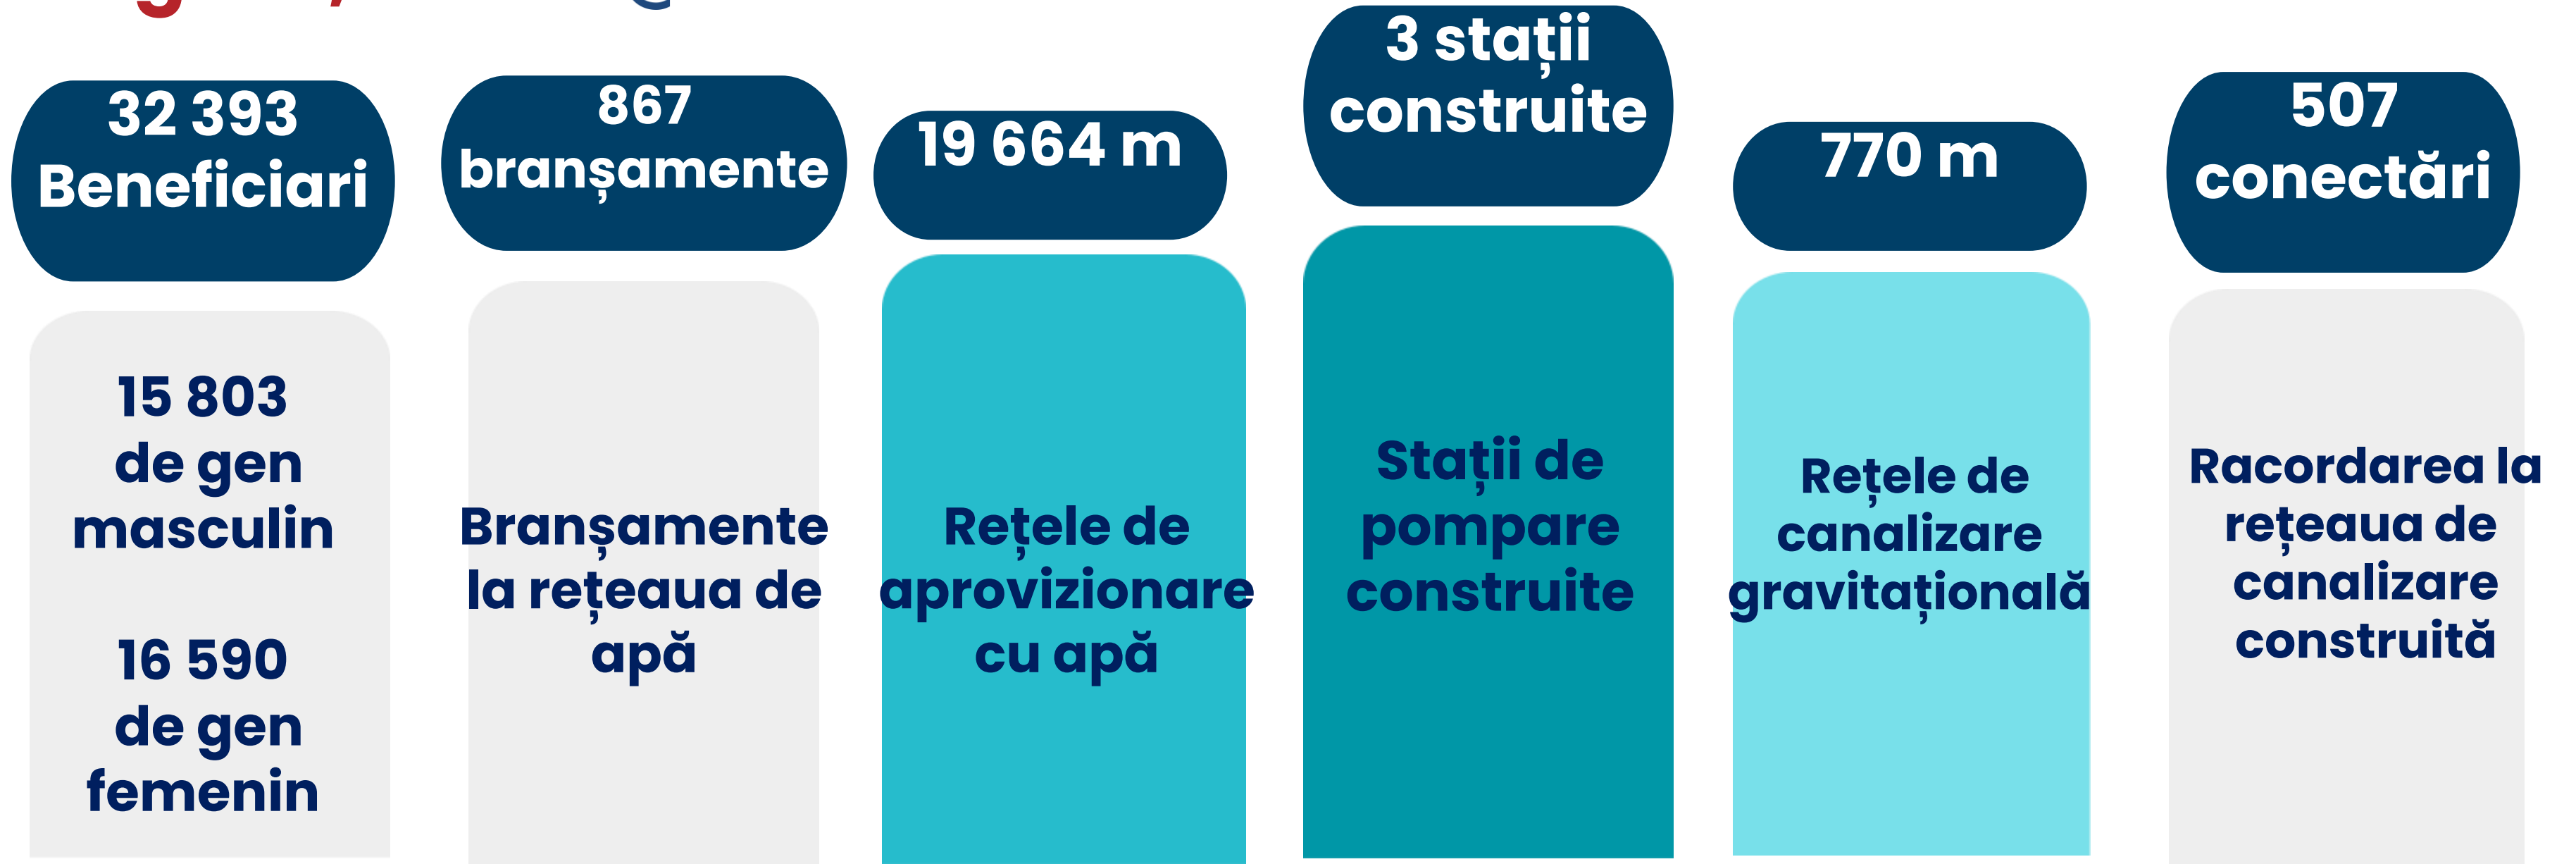 32 393
Beneficiari
15 803
de gen
masculin
16 590
de gen
femenin
867
branșamente
Branșamente
la rețeaua de
apă
19 664 m
Rețele de
aprovizionare
cu apă
3 stații
construite
Stații de
pompare
construite
770 m
Rețele de
canalizare
gravitațională
507
conectări
Racordarea la
rețeaua de
canalizare
construită